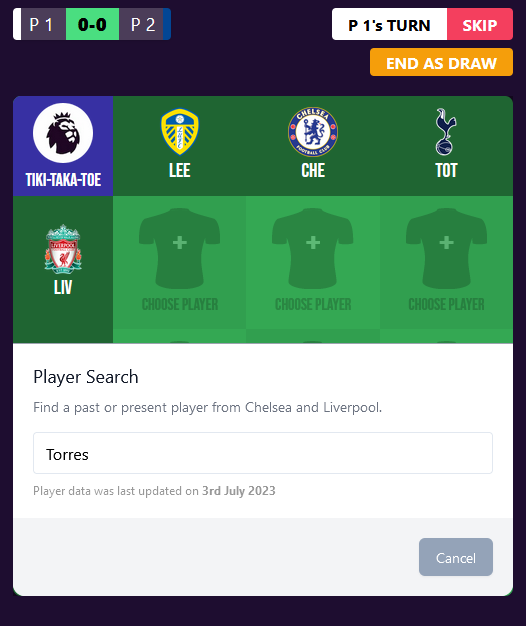 P 1 0-0 P 2 P 1's TURN SKIP
END AS DRAW
TIKI-TAKA-TOE LEE CHE TOT
LIV
CHOOSE PLAYER CHOOSE PLAYER CHOOSE PLAYER
Player Search
Find a past or present player from Chelsea and Liverpool.
Torres
Player data was last updated on 3rd July 2023
Cancel